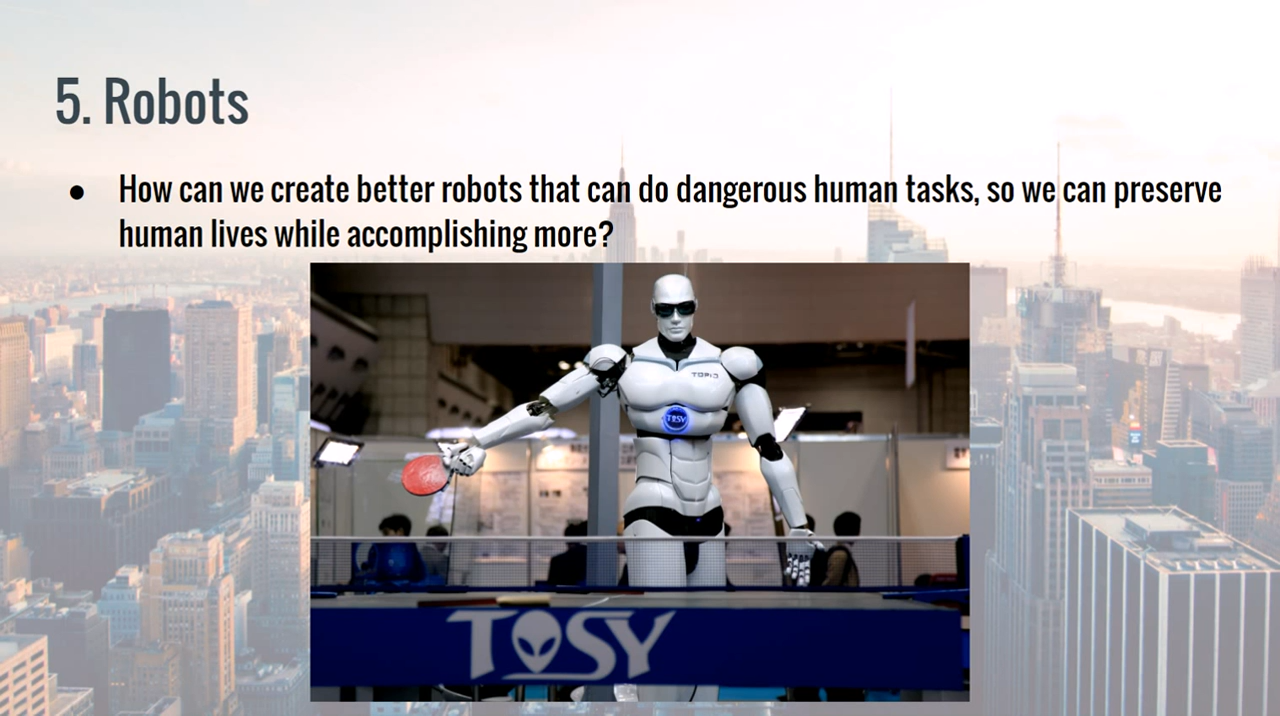 5. Robots
● How can we create better robots that can do dangerous human tasks, so we can preserve
human lives while accomplishing more?
TOPIO
TOSY
TOSY